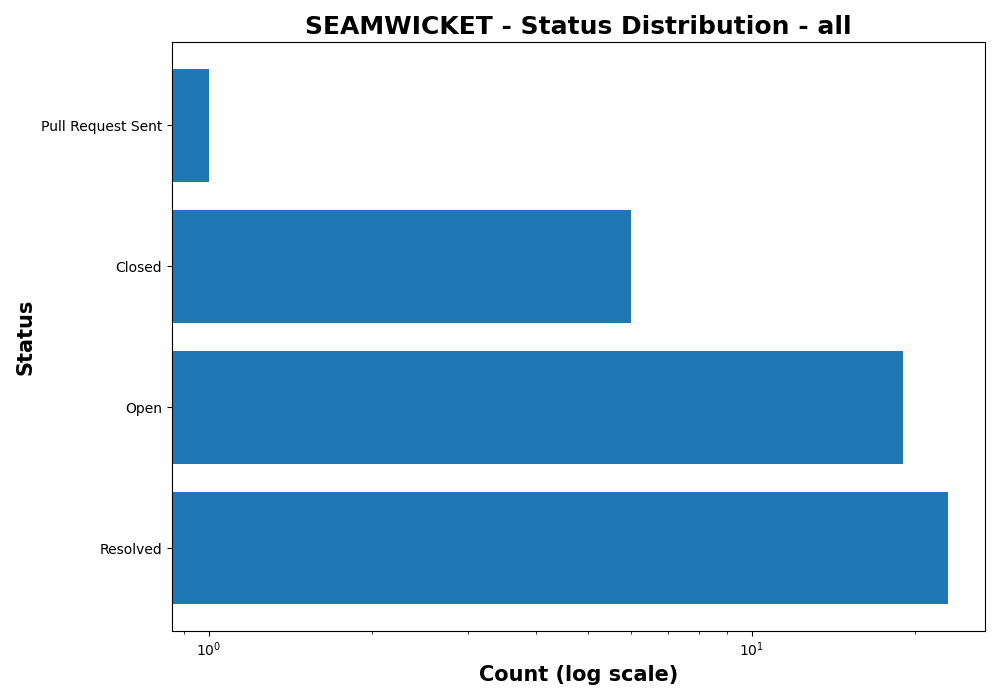 SEAMWICKET - Status Distribution - all
Status
Pull Request Sent
Closed
Open
Resolved
10⁰
10¹
Count (log scale)